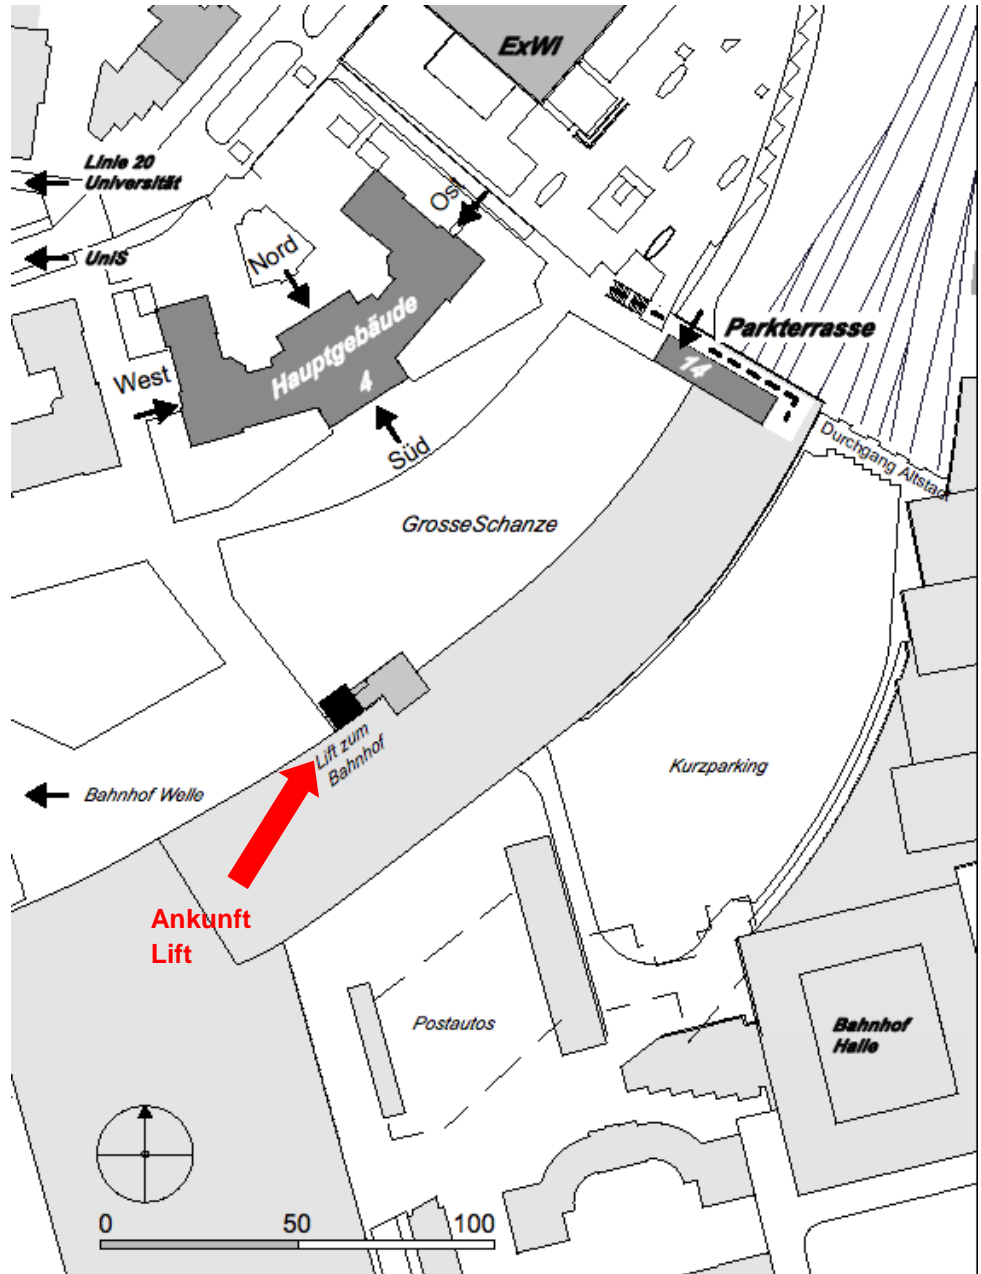 ExWi
Linie 20
Universität
Ost
UniS
Nord
Hauptgebäude
4
West
Süd
Parkterrasse
14
Durchgang Altstad
GrosseSchanze
Lift zum
Bahnhof
Kurzparking
Bahnhof Welle
Ankunft
Lift
Postautos
Bahnhof
Halle
0 50 100